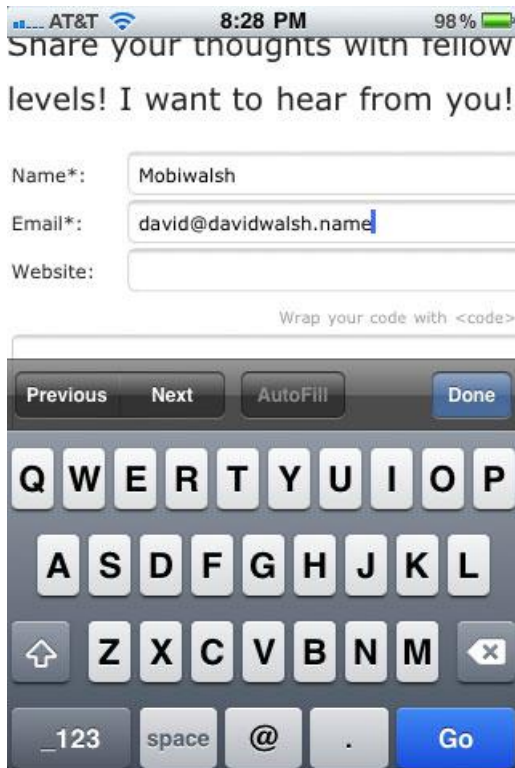 AT&T 8:28 PM 98%
Share your thoughts with fellow
levels! I want to hear from you!
Name*: Mobiwalsh
Email*: david@davidwalsh.name
Website:
Wrap your code with <code>
Previous Next AutoFill Done
Q W E R T Y U I O P
A S D F G H J K L
Z X C V B N M
_123 space @ . Go